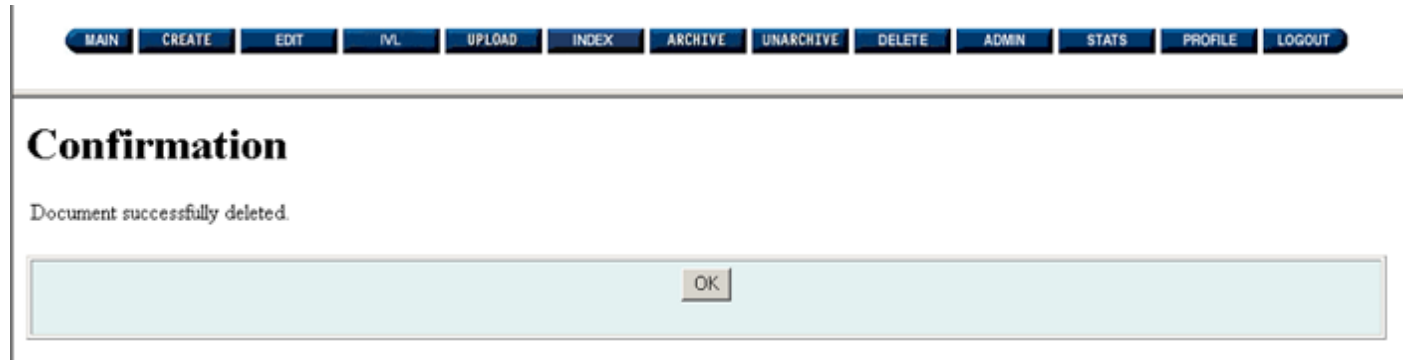 MAIN CREATE EDIT IVL UPLOAD INDEX ARCHIVE UNARCHIVE DELETE ADMIN STATS PROFILE LOGOUT
Confirmation
Document successfully deleted.
OK